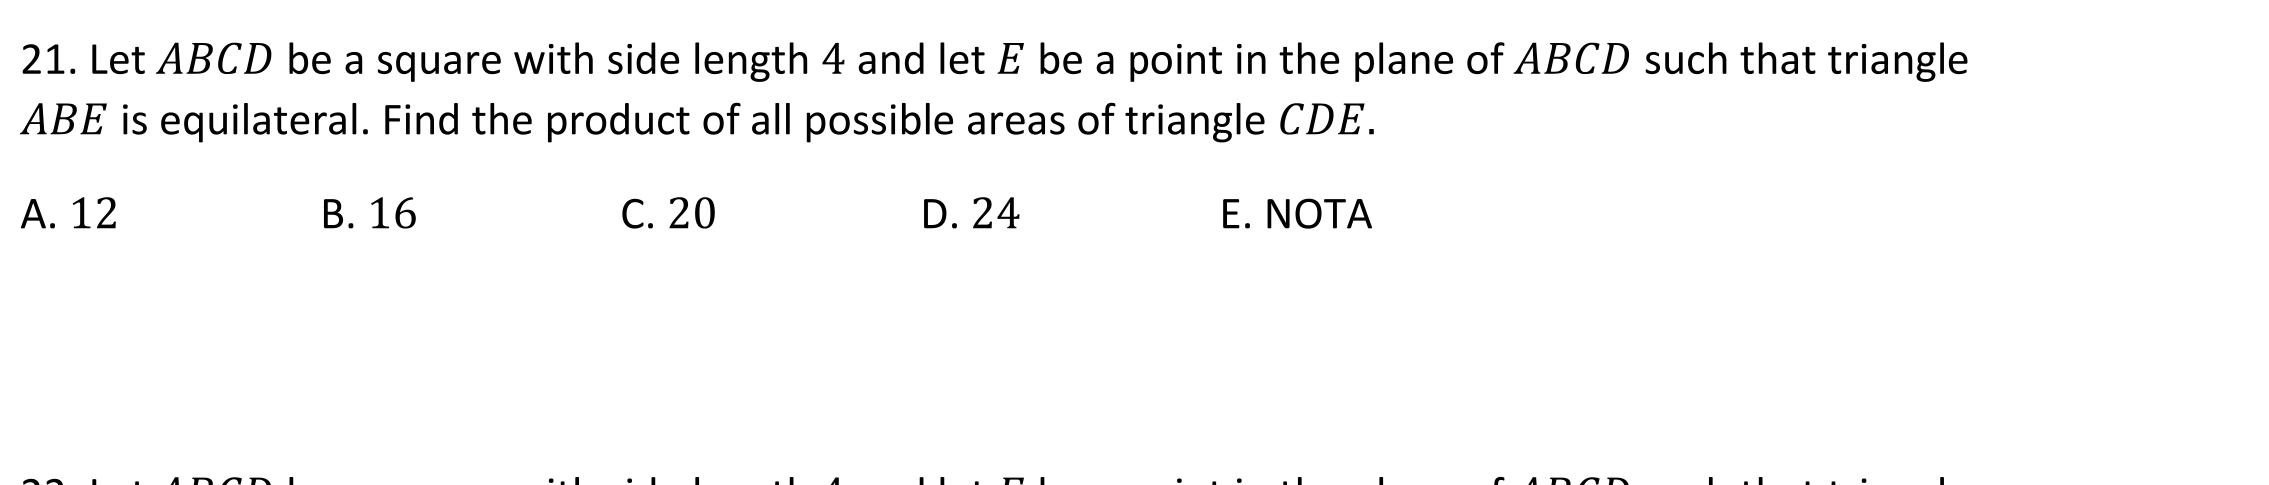 21. Let ABCD be a square with side length 4 and let E be a point in the plane of ABCD such that triangle
ABE is equilateral. Find the product of all possible areas of triangle CDE.
A. 12 B. 16 C. 20 D. 24 E. NOTA